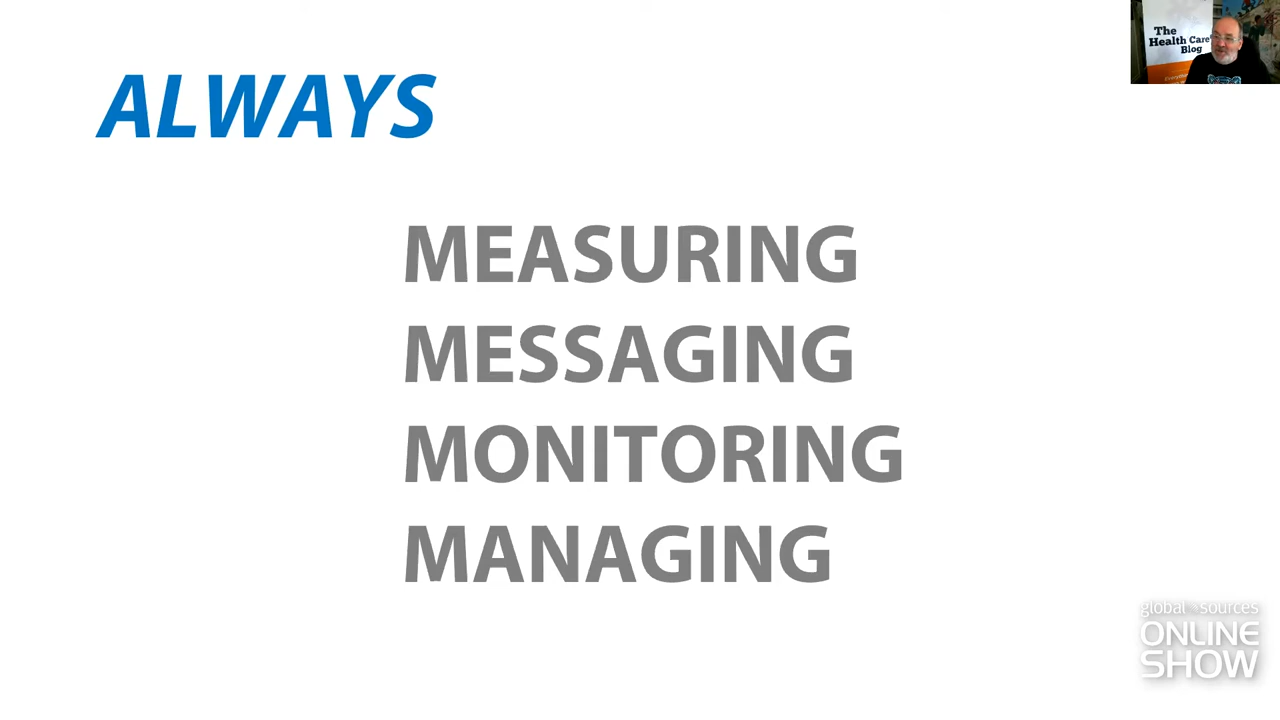 ALWAYS
MEASURING
MESSAGING
MONITORING
MANAGING
The
Health Care
Blog
global sources
ONLINE
SHOW